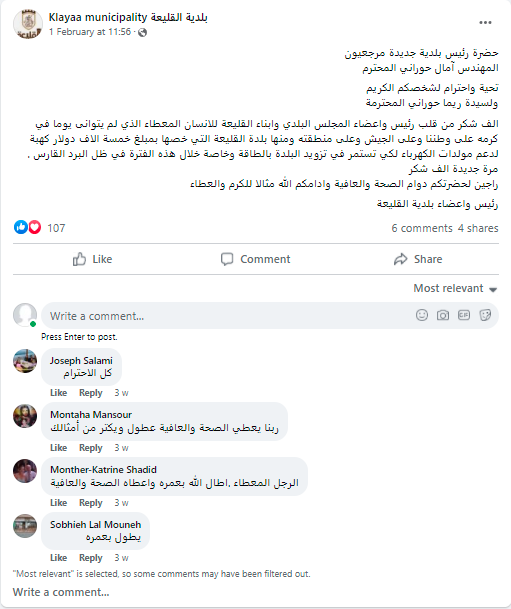 Klayaa municipality بلدية القليعة
1 February at 11:56 ·
حضرة رئيس بلدية جديدة مرجعيون
المهندس آمال حوراني المحترم
تحية واحترام لشخصكم الكريم
ولسيدة ريما حوراني المحترمة
الف شكر من قلب رئيس واعضاء المجلس البلدي وابناء القليعة للانسان المعطاء الذي لم يتوانى يوما في
كرمه على وطننا وعلى الجيش وعلى منطقته ومنها بلدة القليعة التي خصها بمبلغ خمسة الاف دولار كهبة
لدعم مولدات الكهرباء لكي تستمر في تزويد البلدة بالطاقة وخاصة خلال هذه الفترة في ظل البرد القارس .
مرة جديدة الف شكر
راجين لحضرتكم دوام الصحة والعافية وادامكم الله مثالا للكرم والعطاء
رئيس واعضاء بلدية القليعة
107
6 comments 4 shares
Like Comment Share
Most relevant
Write a comment...
Press Enter to post.
Joseph Salami
كل الاحترام
Like Reply 3 w
Montaha Mansour
ربنا يعطي الصحة والعافية عطول ويكتر من أمثالك
Like Reply 3 w
Monther-Katrine Shadid
الرجل المعطاء ,اطال الله بعمره واعطاه الصحة والعافية
Like Reply 3 w
Sobhieh Lal Mouneh
يطول بعمره
Like Reply 3 w
"Most relevant" is selected, so some comments may have been filtered out.
Write a comment...